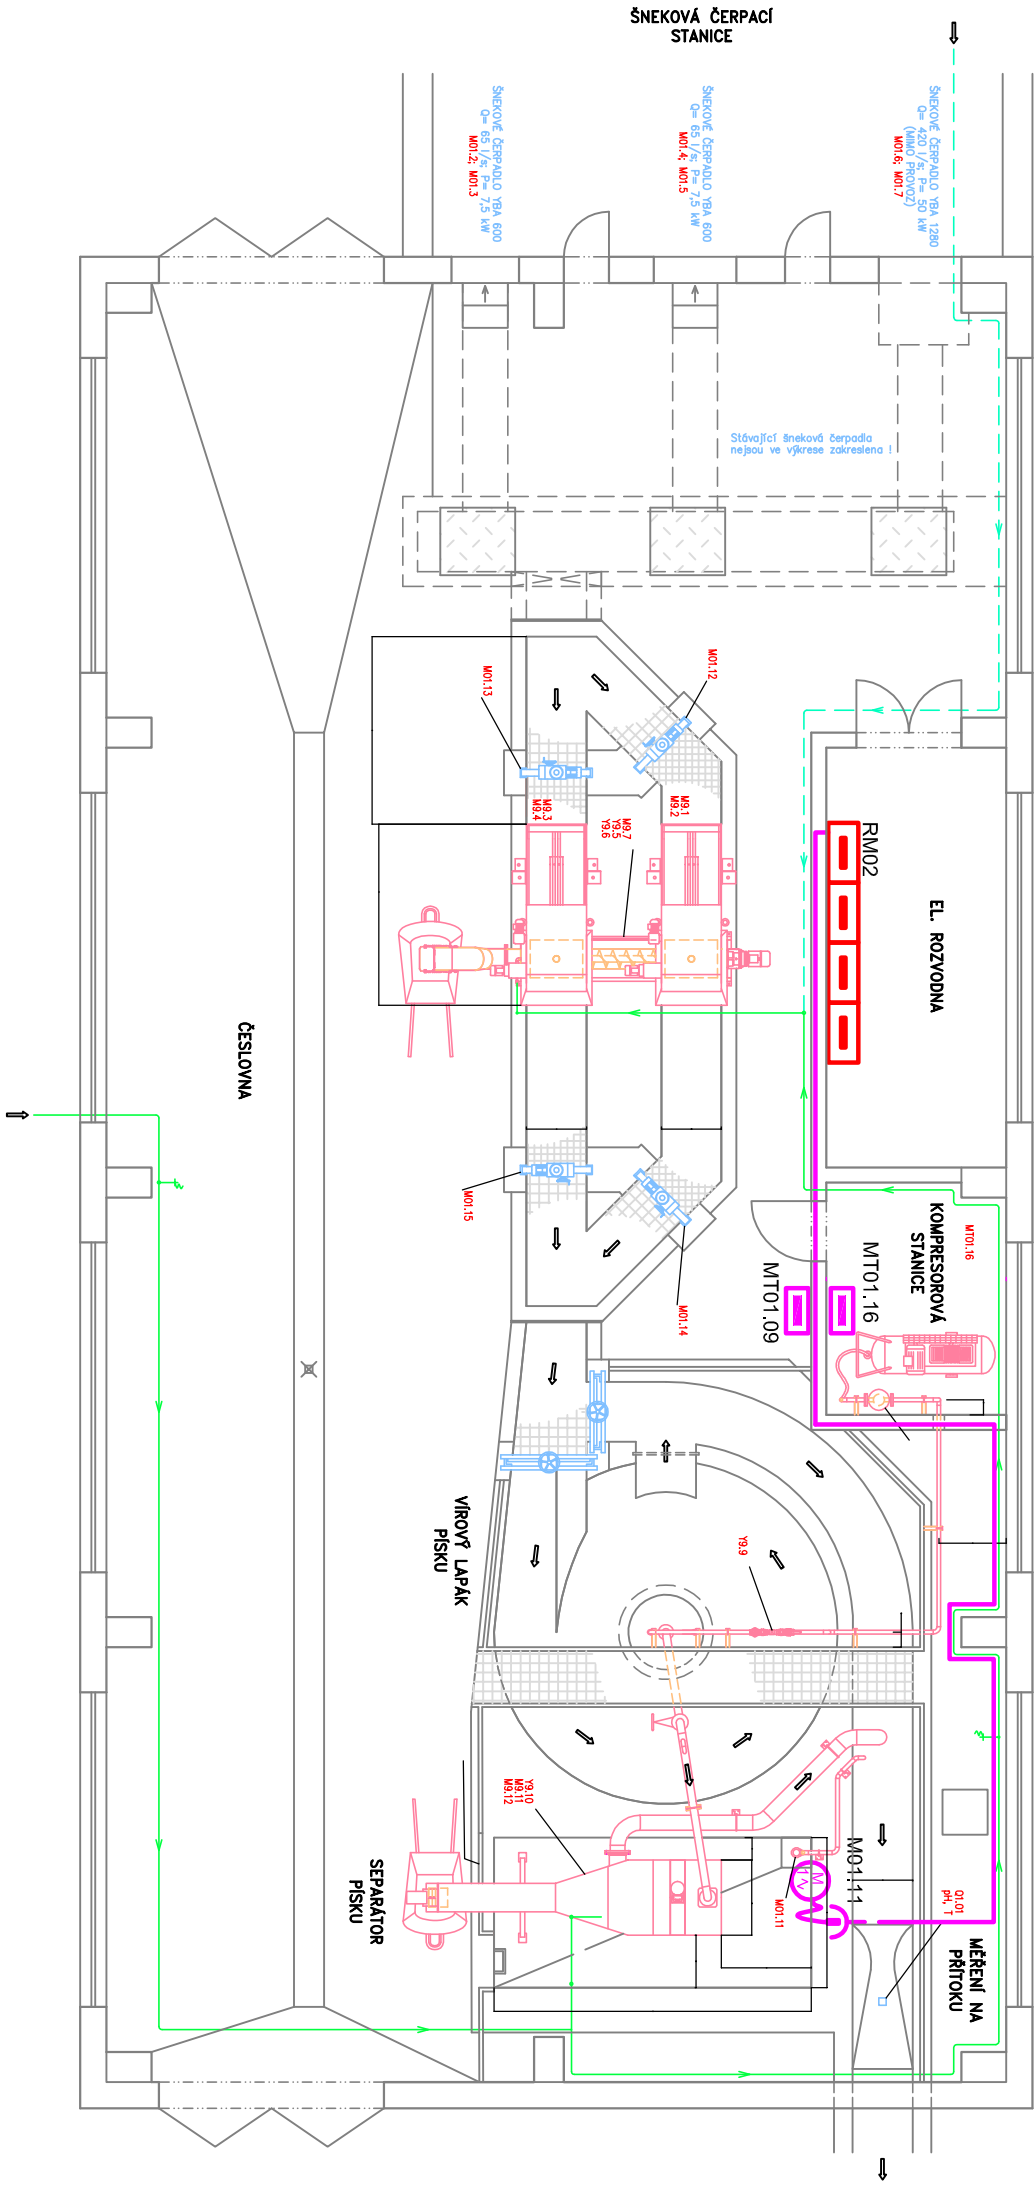 ŠNEKOVÁ ČERPACÍ
STANICE
ŠNEKOVÉ ČERPADLO YBA 600
Q= 65 l/s; P= 7,5 kW
M01.2; M01.3
ŠNEKOVÉ ČERPADLO YBA 600
Q= 65 l/s; P= 7,5 kW
M01.4; M01.5
ŠNEKOVÉ ČERPADLO YBA 1280
Q= 420 l/s; P= 50 kW
(MIMO PROVOZ)
M01.6; M01.7
Stávající šneková čerpadla
nejsou ve výkrese zakreslena !
M01.13
M01.12
M9.3
M9.4
M9.1
M9.2
M9.7
Y9.5
Y9.6
RM02
EL. ROZVODNA
ČESLOVNA
M01.15
M01.14
MT01.16
KOMPRESOROVÁ
STANICE
MT01.16
MT01.09
VÍROVÝ LAPÁK
PÍSKU
Y9.9
Y9.10
M9.11
M9.12
SEPARÁTOR
PÍSKU
M01.11
M
1
M01.11
Q1.01
pH, T
MĚŘENÍ NA
PŘÍTOKU